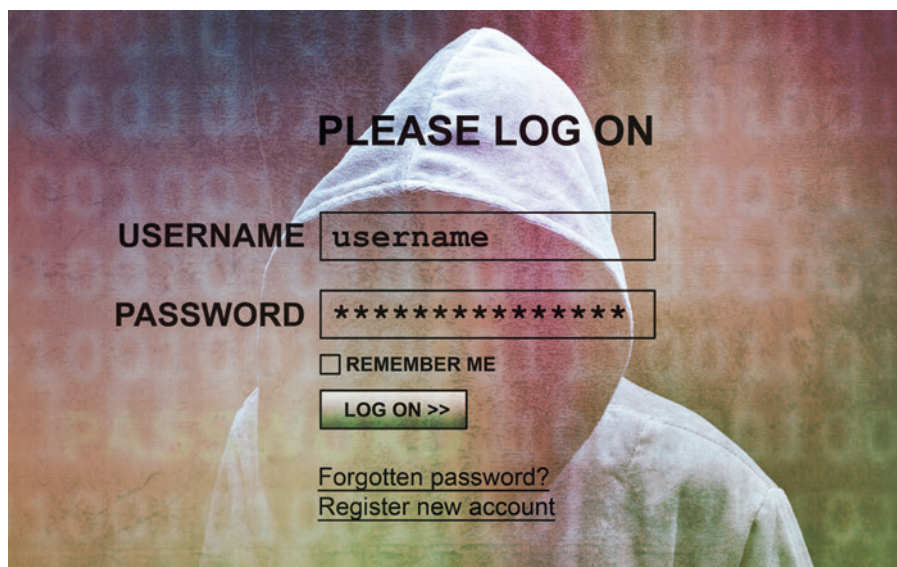 PLEASE LOG ON
USERNAME username
PASSWORD ***************
REMEMBER ME
LOG ON >>
Forgotten password?
Register new account